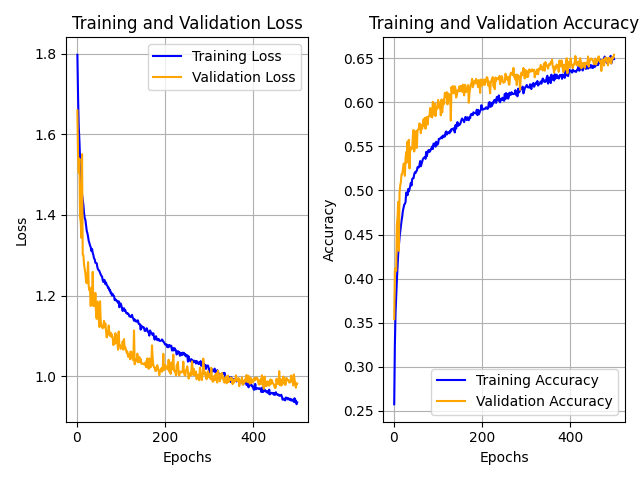 Training and Validation Loss
Training Loss
Validation Loss
1.8
1.6
1.4
1.2
1.0
Loss
0
200
400
Epochs
Training and Validation Accuracy
0.65
0.60
0.55
0.50
0.45
0.40
0.35
0.30
0.25
Accuracy
Training Accuracy
Validation Accuracy
0
200
400
Epochs